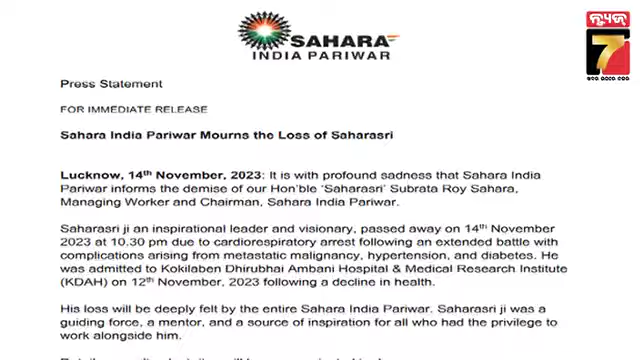 SAHARA
INDIA PARIWAR
ନ୍ୟୁଜ୍
7
Press Statement
FOR IMMEDIATE RELEASE
Sahara India Pariwar Mourns the Loss of Saharasri
Lucknow, 14th November, 2023: It is with profound sadness that Sahara India
Pariwar informs the demise of our Hon'ble 'Saharasri' Subrata Roy Sahara,
Managing Worker and Chairman, Sahara India Pariwar.
Saharasri ji an inspirational leader and visionary, passed away on 14th November
2023 at 10.30 pm due to cardiorespiratory arrest following an extended battle with
complications arising from metastatic malignancy, hypertension, and diabetes. He
was admitted to Kokilaben Dhirubhai Ambani Hospital & Medical Research Institute
(KDAH) on 12th November, 2023 following a decline in health.
His loss will be deeply felt by the entire Sahara India Pariwar. Saharasri ji was a
guiding force, a mentor, and a source of inspiration for all who had the privilege to
work alongside him.